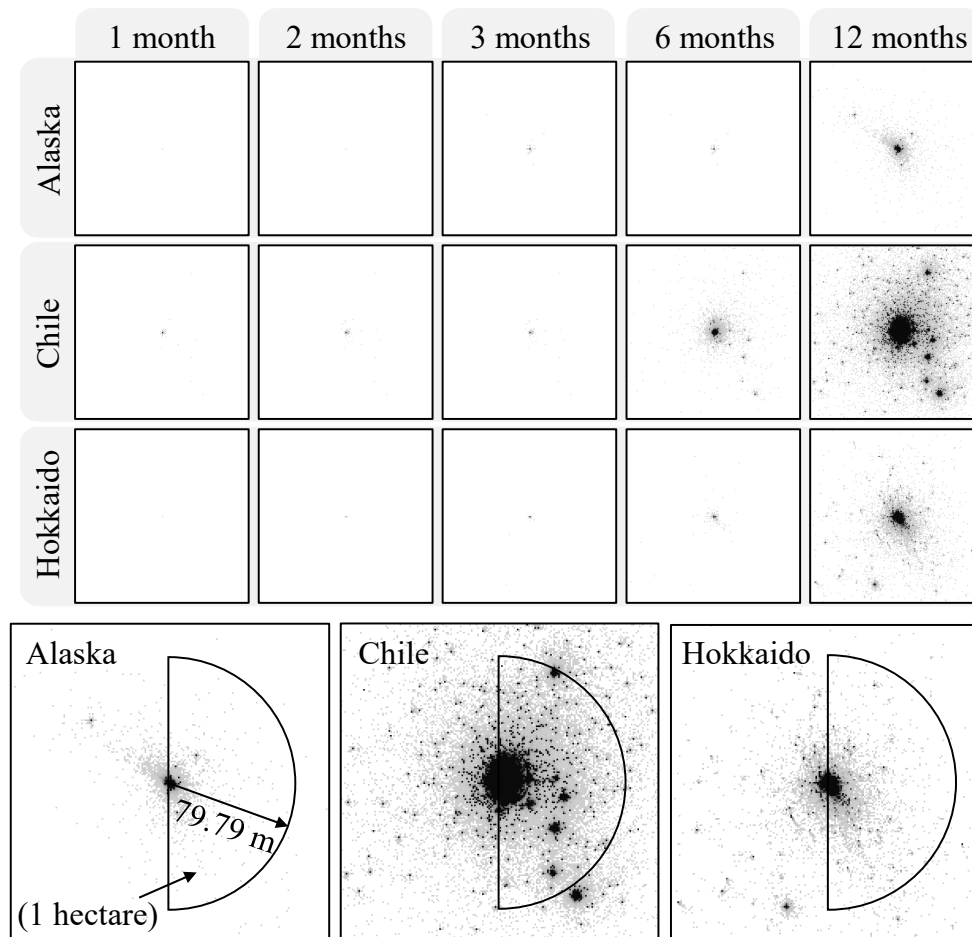 1 month 2 months 3 months 6 months 12 months
Alaska
Chile
Hokkaido
Alaska Chile Hokkaido
79.79 m
(1 hectare)